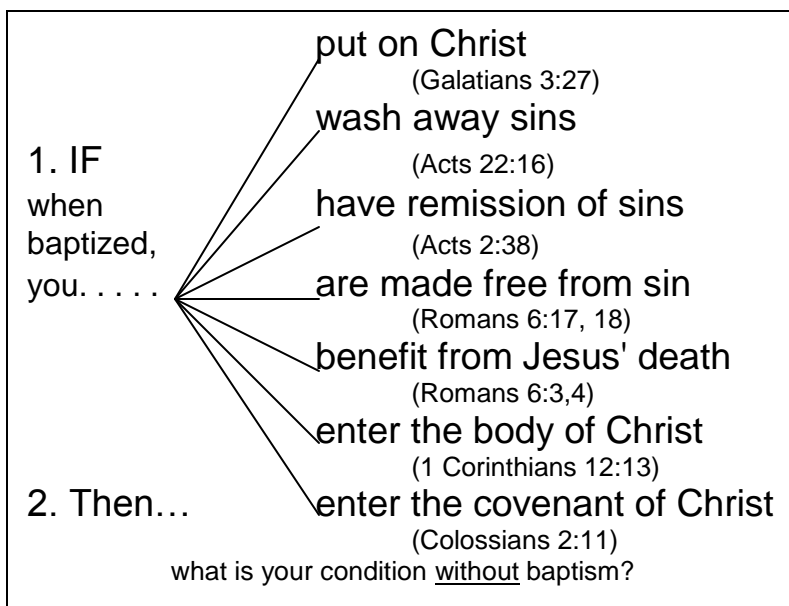 put on Christ
(Galatians 3:27)
wash away sins
1. IF
(Acts 22:16)
when
have remission of sins
baptized,
(Acts 2:38)
you. . . . .
are made free from sin
(Romans 6:17, 18)
benefit from Jesus' death
(Romans 6:3,4)
enter the body of Christ
(1 Corinthians 12:13)
2. Then…
enter the covenant of Christ
(Colossians 2:11)
what is your condition without baptism?